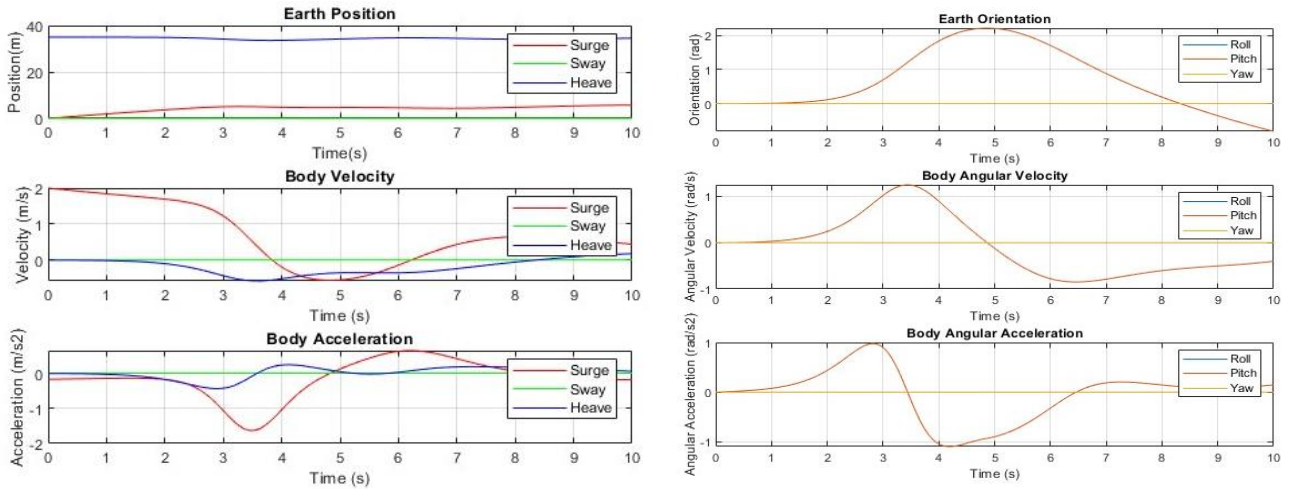 Earth Position
Position(m)
40
20
0
Surge
Sway
Heave
0 1 2 3 4 5 6 7 8 9 10
Time(s)
Body Velocity
Velocity (m/s)
2
1
0
Surge
Sway
Heave
0 1 2 3 4 5 6 7 8 9 10
Time (s)
Body Acceleration
Acceleration (m/s2)
0
-1
-2
Surge
Sway
Heave
0 1 2 3 4 5 6 7 8 9 10
Time (s)
Earth Orientation
Orientation (rad)
2
1
0
Roll
Pitch
Yaw
0 1 2 3 4 5 6 7 8 9 10
Time (s)
Body Angular Velocity
Angular Velocity (rad/s)
1
0
-1
Roll
Pitch
Yaw
0 1 2 3 4 5 6 7 8 9 10
Time (s)
Body Angular Acceleration
Angular Acceleration (rad/s2)
1
0
-1
Roll
Pitch
Yaw
0 1 2 3 4 5 6 7 8 9 10
Time (s)